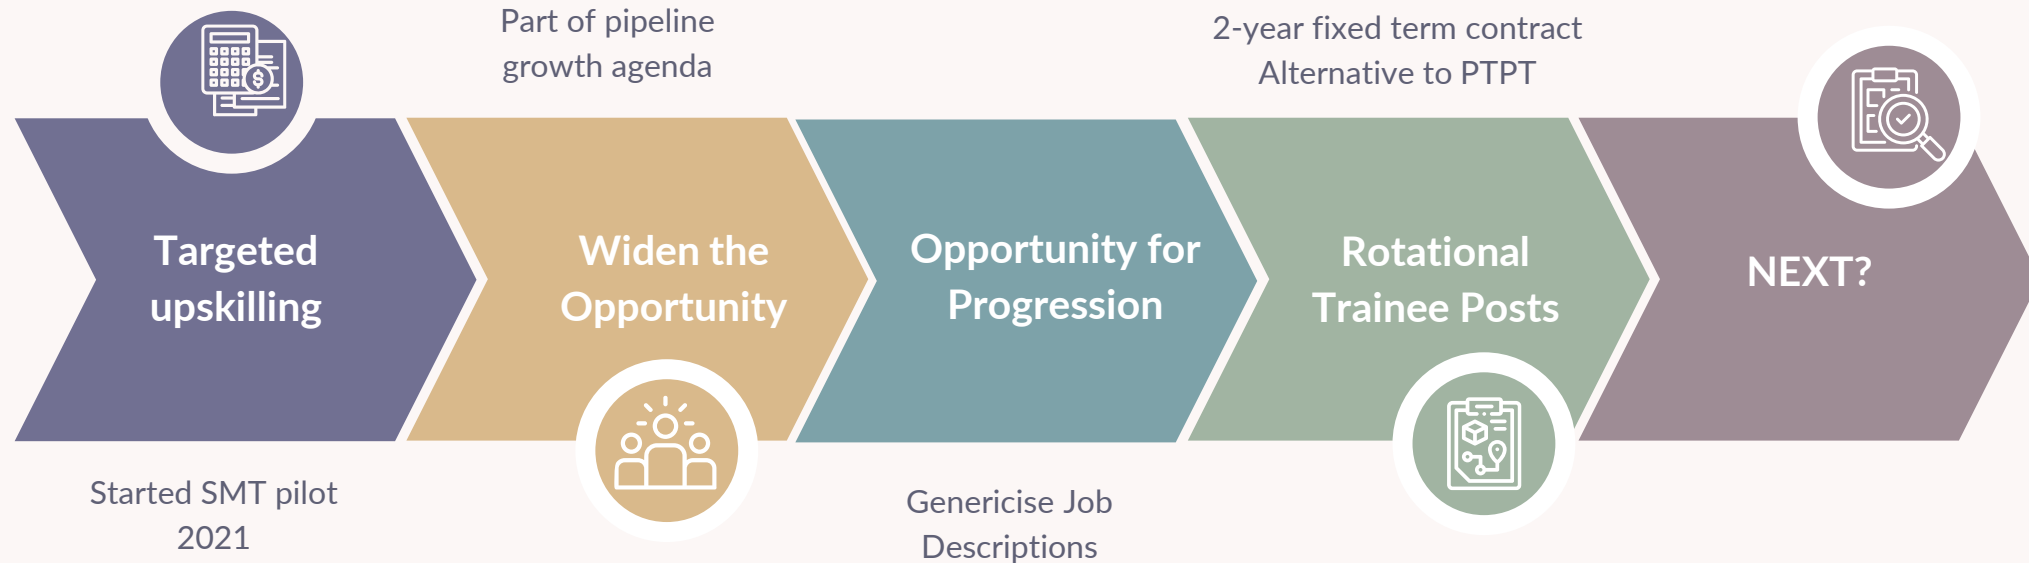 Part of pipeline
growth agenda
2-year fixed term contract
Alternative to PTPT
$
Targeted
upskilling
Widen the
Opportunity
Opportunity for
Progression
Rotational
Trainee Posts
NEXT?
Started SMT pilot
2021
Genericise Job
Descriptions